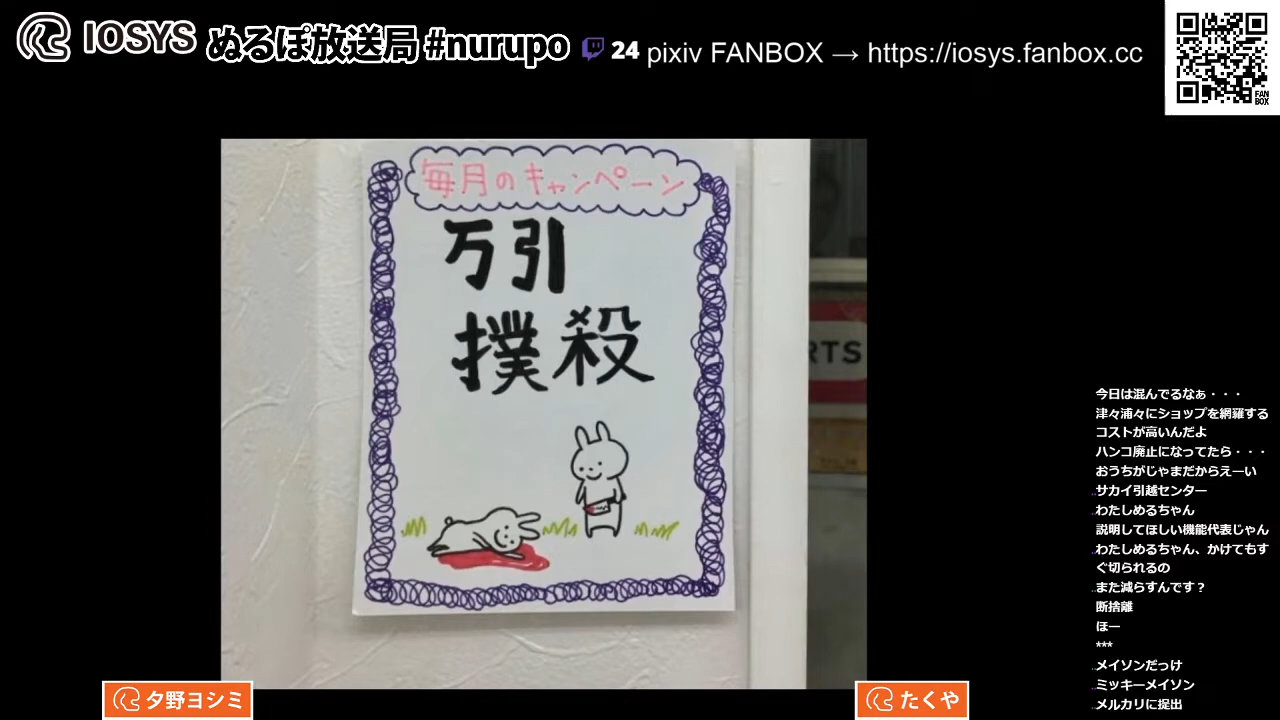 IOSYS ぬるぽ放送局 #nurupo 24 pixiv FANBOX → https://iosys.fanbox.cc
FAN
BOX
毎月のキャンペーン
万引
撲殺
RTS
今日は混んでるなぁ・・・
津々浦々にショップを網羅する
コストが高いんだよ
ハンコ廃止になってたら・・・
おうちがじゃまだからえーい
サカイ引越センター
わたしめるちゃん
説明してほしい機能代表じゃん
わたしめるちゃん、かけてもす
ぐ切られるの
また減らすんです？
断捨離
ほー
***
メイソンだっけ
ミッキーメイソン
メルカリに提出
夕野ヨシミ
たくや